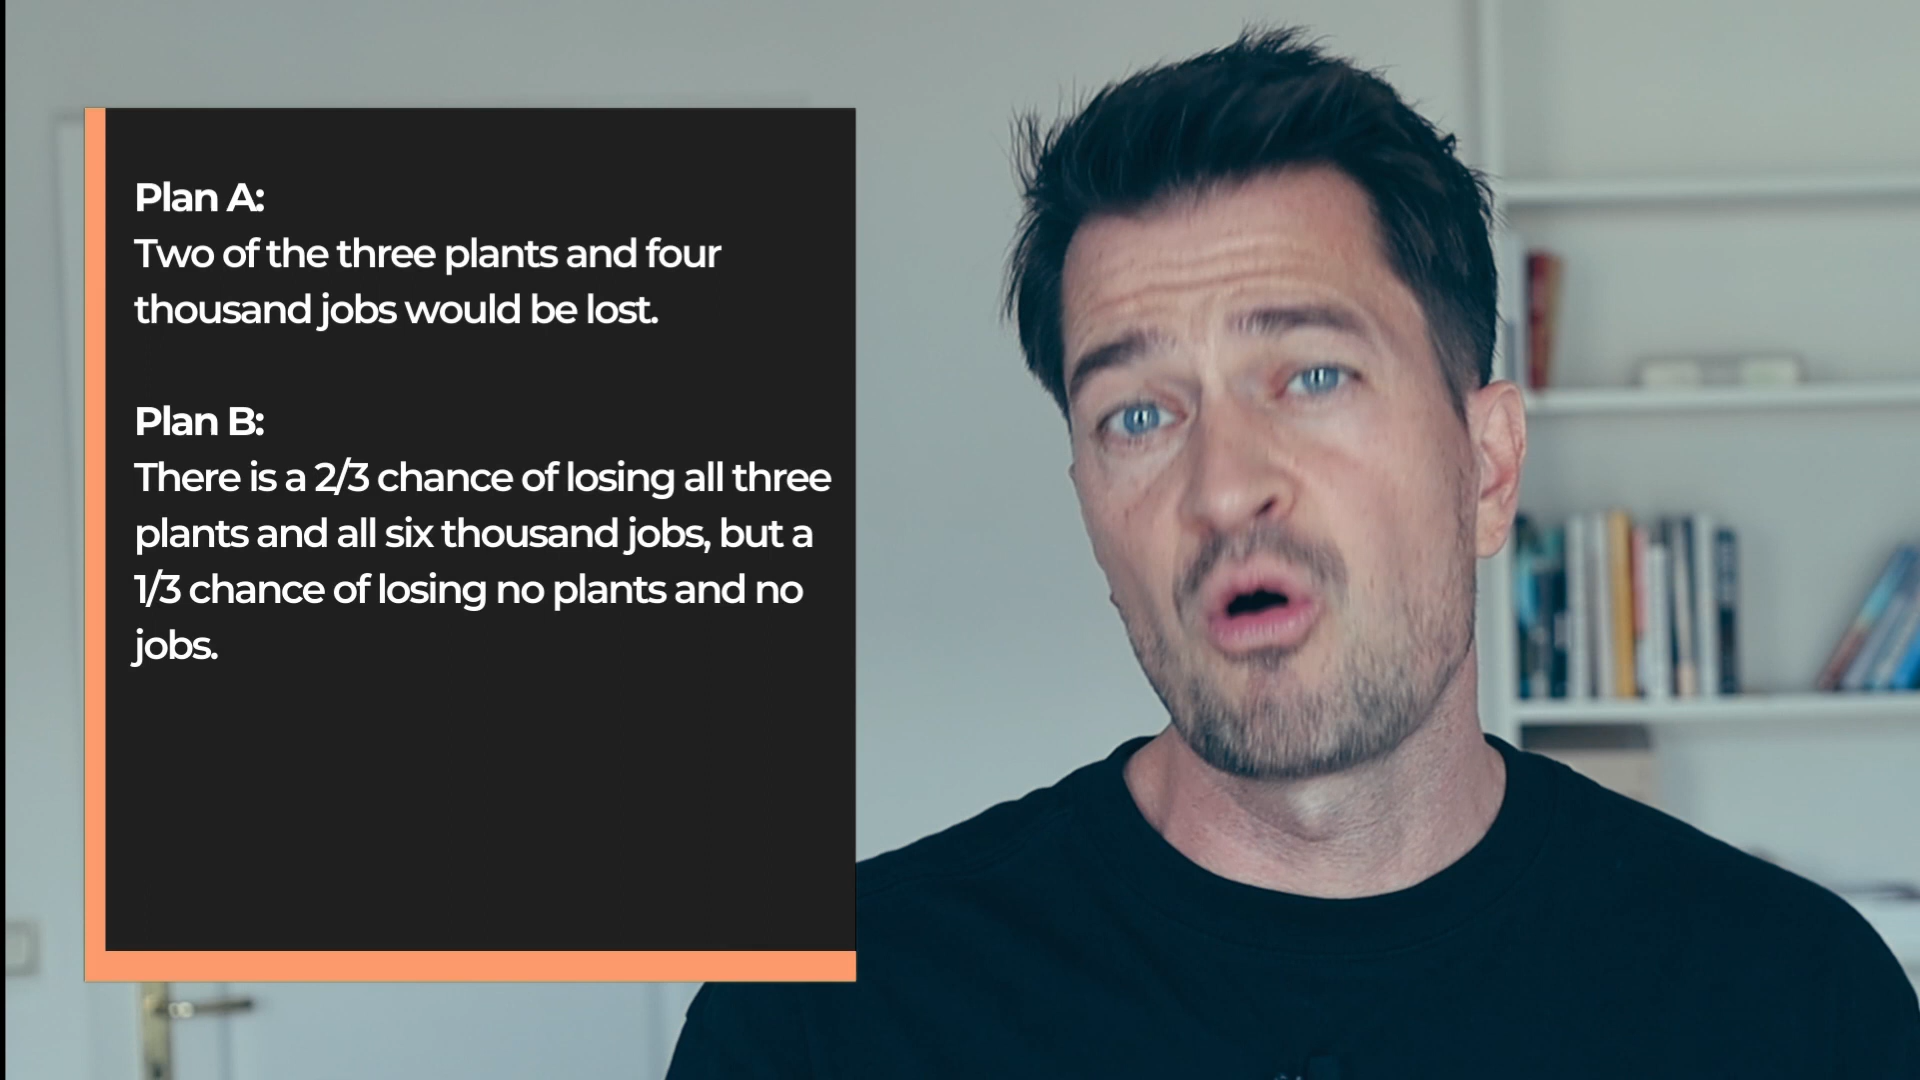 Plan A:
Two of the three plants and four
thousand jobs would be lost.
Plan B:
There is a 2/3 chance of losing all three
plants and all six thousand jobs, but a
1/3 chance of losing no plants and no
jobs.